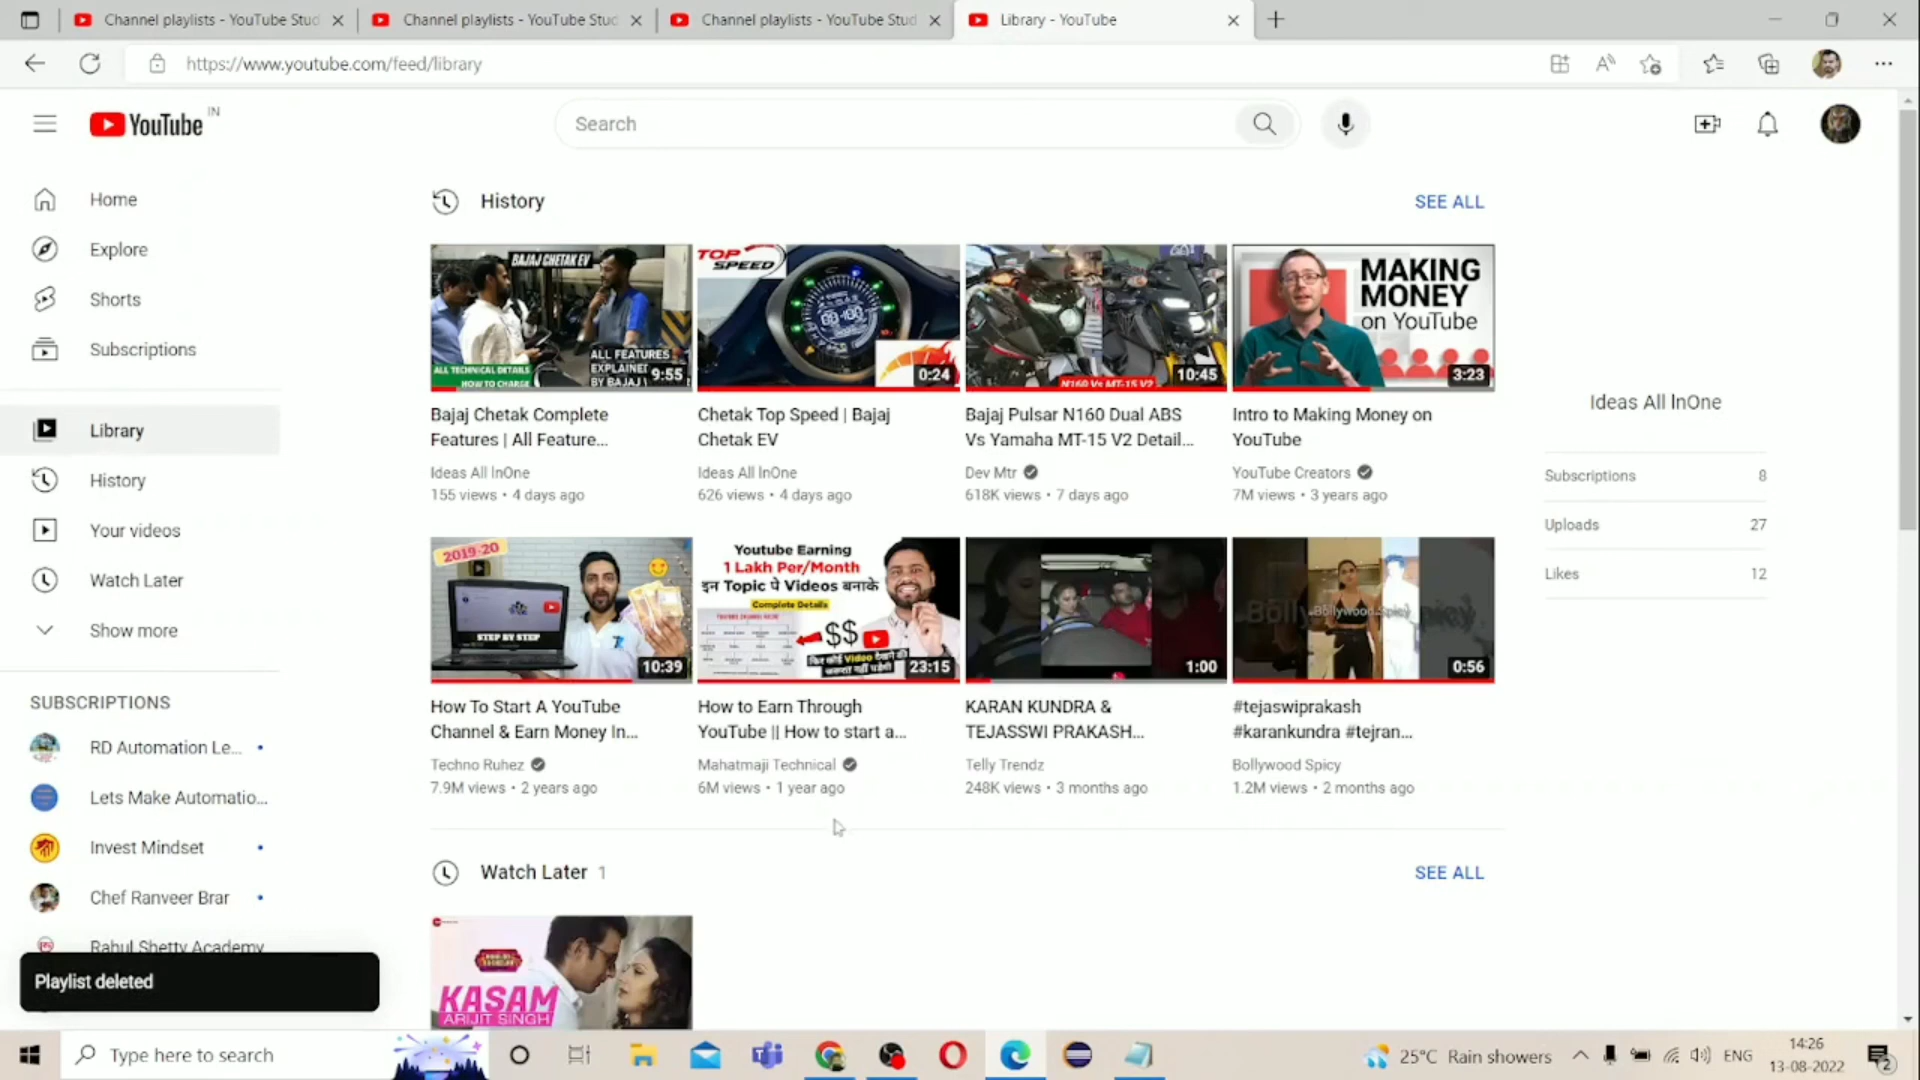 Channel playlists - YouTube Stud
Channel playlists - YouTube Stud
Channel playlists - YouTube Stud
Library - YouTube
https://www.youtube.com/feed/library
YouTube IN
Search
Home
Explore
Shorts
Subscriptions
Library
History
Your videos
Watch Later
Show more
SUBSCRIPTIONS
RD Automation Le...
Lets Make Automatio...
Invest Mindset
Chef Ranveer Brar
Rahul Shetty Academy
Playlist deleted
History
SEE ALL
BAJAJ CHETAK EV
ALL FEATURES
EXPLAINED
BY BAJAJ
ALL TECHNICAL DETAILS
HOW TO CHARGE
9:55
Bajaj Chetak Complete
Features | All Feature...
Ideas All InOne
155 views • 4 days ago
TOP
SPEED
0:24
Chetak Top Speed | Bajaj
Chetak EV
Ideas All InOne
626 views • 4 days ago
N160 Vs MT-15 V2
10:45
Bajaj Pulsar N160 Dual ABS
Vs Yamaha MT-15 V2 Detail...
Dev Mtr
618K views • 7 days ago
MAKING
MONEY
on YouTube
3:23
Intro to Making Money on
YouTube
YouTube Creators
7M views • 3 years ago
2019-20
STEP BY STEP
10:39
How To Start A YouTube
Channel & Earn Money In...
Techno Ruhez
7.9M views • 2 years ago
Youtube Earning
1 Lakh Per/Month
इन Topic पे Videos बनाके
Complete Details
$$
23:15
How to Earn Through
YouTube || How to start a...
Mahatmaji Technical
6M views • 1 year ago
1:00
KARAN KUNDRA &
TEJASSWI PRAKASH...
Telly Trendz
248K views • 3 months ago
Bollywood Spicy
0:56
#tejaswiprakash
#karankundra #tejran...
Bollywood Spicy
1.2M views • 2 months ago
Ideas All InOne
Subscriptions 8
Uploads 27
Likes 12
Watch Later 1
SEE ALL
KASAM
ARIJIT SINGH
Type here to search
25°C Rain showers
ENG
14:26
13-08-2022
2